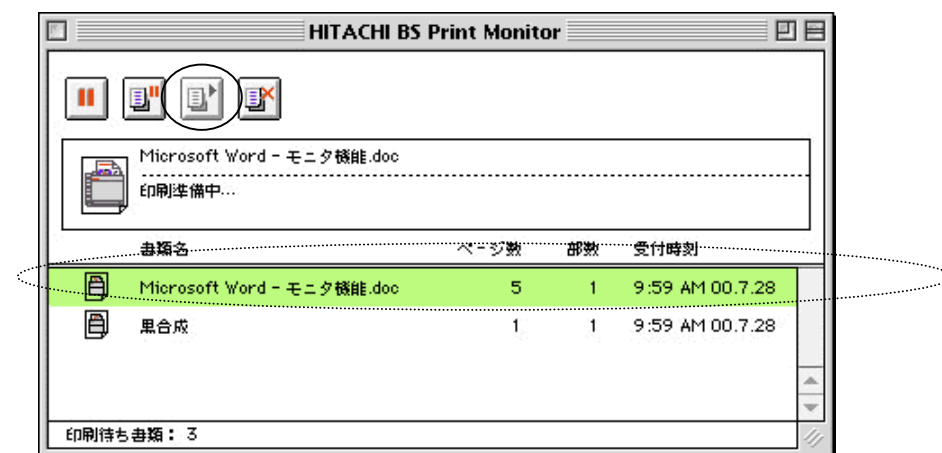 HITACHI BS Print Monitor
Microsoft Word - モニタ機能.doc
印刷準備中...
書類名 ページ数 部数 受付時刻
Microsoft Word - モニタ機能.doc 5 1 9:59 AM 00.7.28
黒合成 1 1 9:59 AM 00.7.28
印刷待ち書類： 3